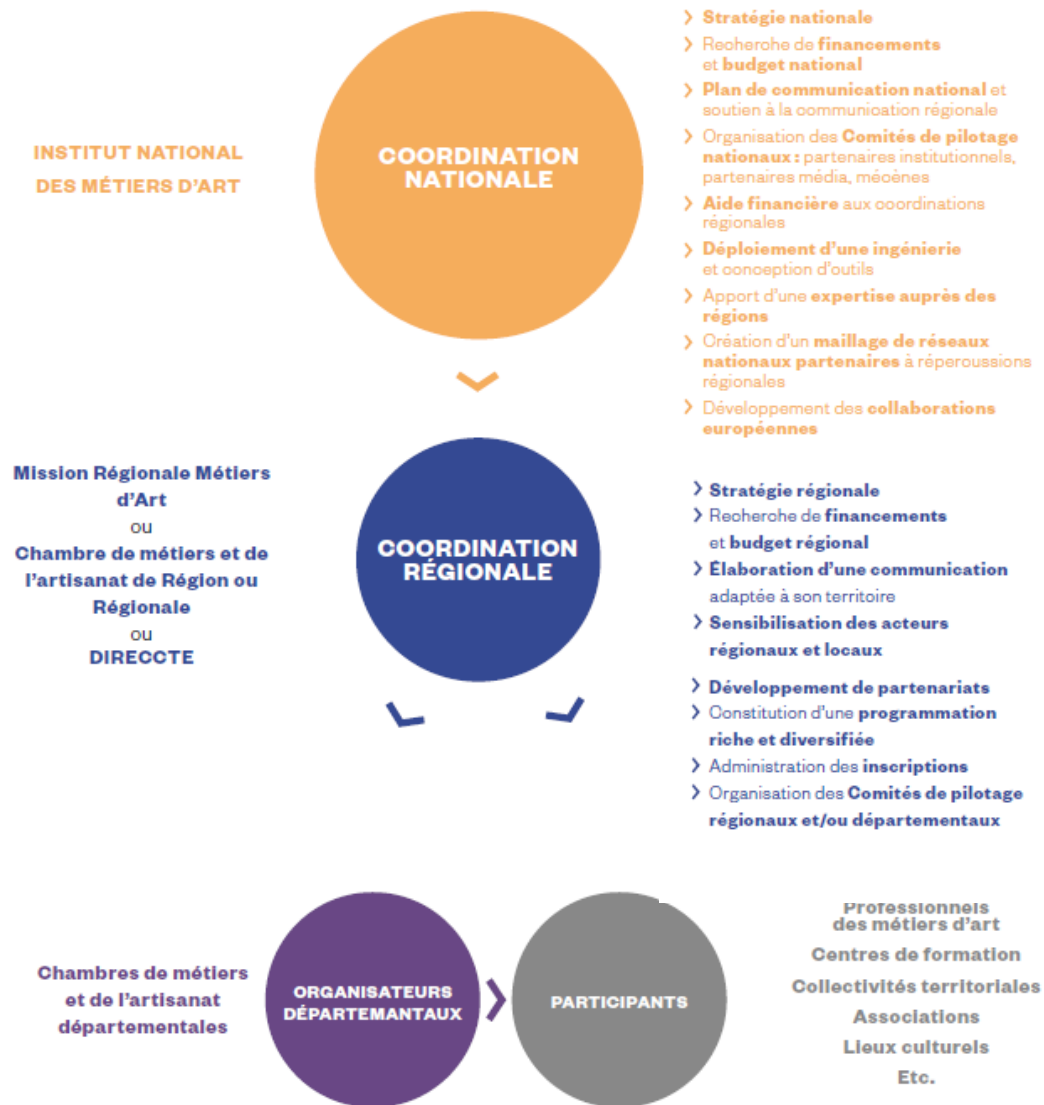 INSTITUT NATIONAL
DES MÉTIERS D'ART
COORDINATION
NATIONALE
> Stratégie nationale
> Recherche de financements
et budget national
> Plan de communication national et
soutien à la communication régionale
> Organisation des Comités de pilotage
nationaux : partenaires institutionnels,
partenaires média, mécènes
> Aide financière aux coordinations
régionales
> Déploiement d'une ingénierie
et conception d'outils
> Apport d'une expertise auprès des
régions
> Création d'un maillage de réseaux
nationaux partenaires à répercussions
régionales
> Développement des collaborations
européennes
Mission Régionale Métiers
d'Art
ou
Chambre de métiers et de
l'artisanat de Région ou
Régionale
ou
DIRECCTE
COORDINATION
RÉGIONALE
> Stratégie régionale
> Recherche de financements
et budget régional
> Élaboration d'une communication
adaptée à son territoire
> Sensibilisation des acteurs
régionaux et locaux
> Développement de partenariats
> Constitution d'une programmation
riche et diversifiée
> Administration des inscriptions
> Organisation des Comités de pilotage
régionaux et/ou départementaux
Chambres de métiers
et de l'artisanat
départementales
ORGANISATEURS
DÉPARTEMANTAUX
PARTICIPANTS
Professionnels
des métiers d'art
Centres de formation
Collectivités territoriales
Associations
Lieux culturels
Etc.